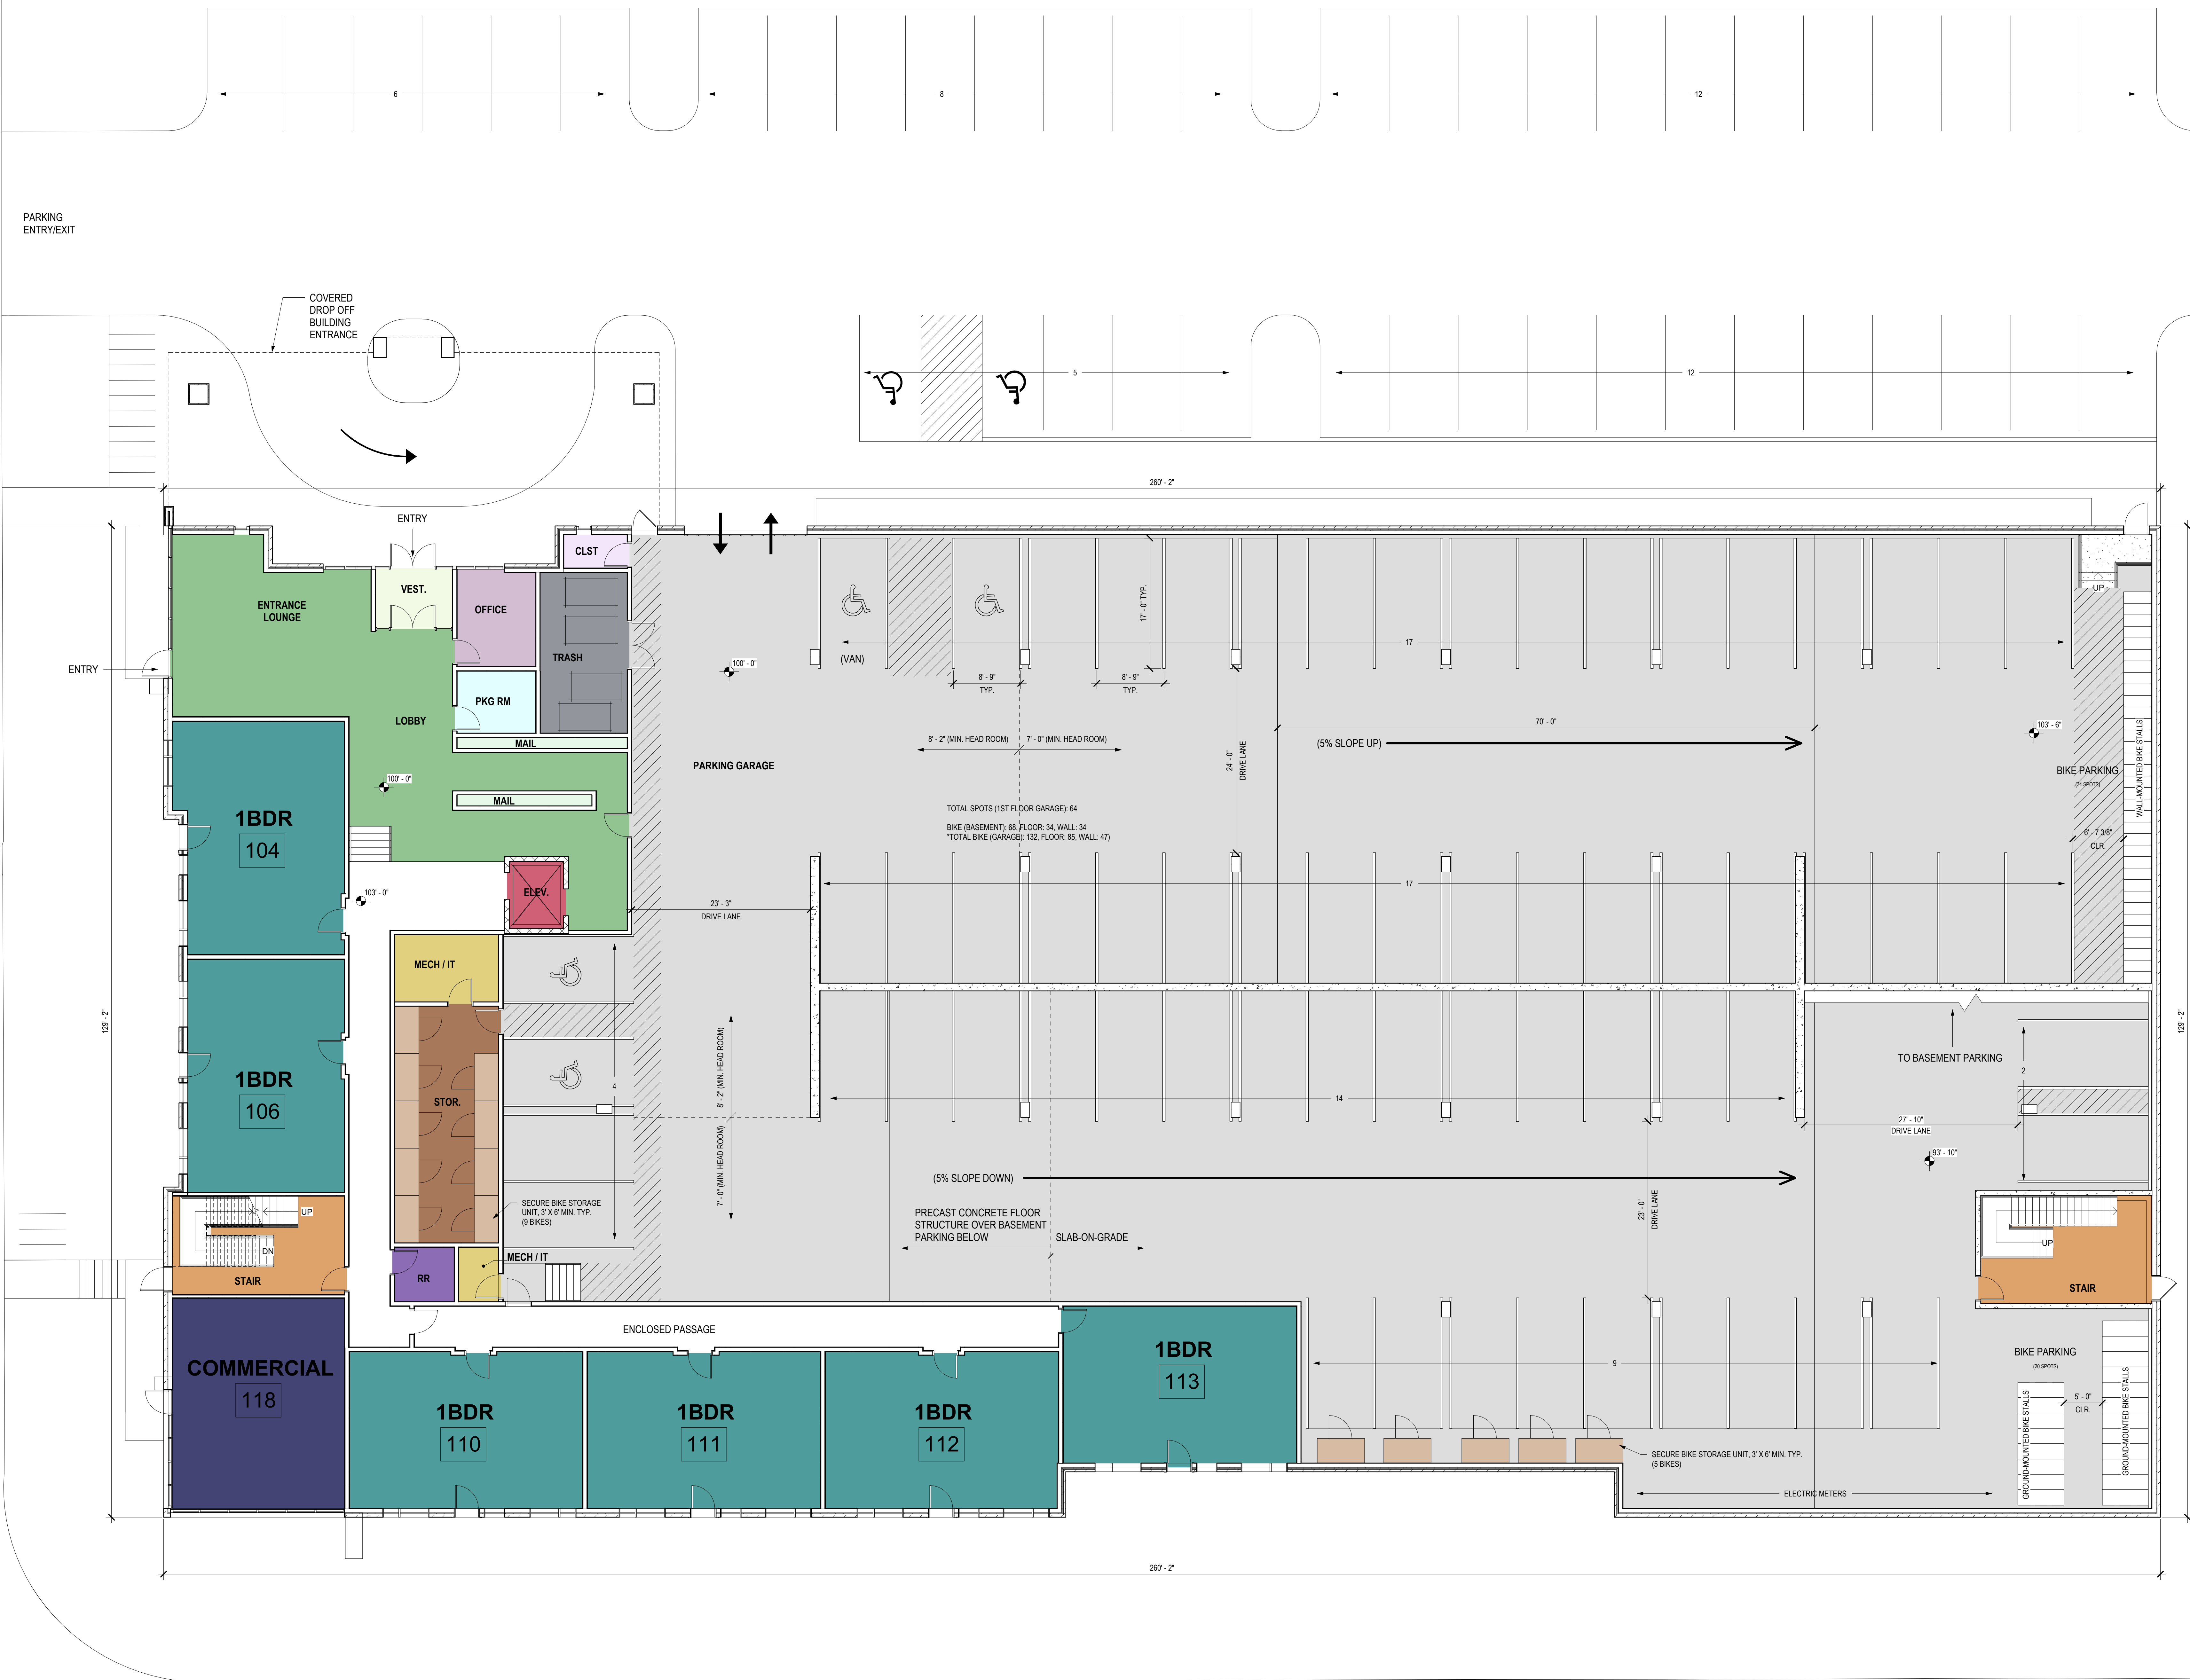 6
8
12
PARKING
ENTRY/EXIT
COVERED
DROP OFF
BUILDING
ENTRANCE
5
12
260' - 2"
ENTRY
CLST
VEST.
OFFICE
ENTRANCE
LOUNGE
TRASH
ENTRY
PKG RM
LOBBY
MAIL
MAIL
100' - 0"
103' - 0"
ELEV.
100' - 0"
(VAN)
17
17' - 0" TYP.
8' - 9"
TYP.
8' - 9"
TYP.
UP
70' - 0"
103' - 6"
8' - 2" (MIN. HEAD ROOM)
7' - 0" (MIN. HEAD ROOM)
(5% SLOPE UP)
24' - 0"
DRIVE LANE
PARKING GARAGE
BIKE PARKING
(34 SPOTS)
WALL-MOUNTED BIKE STALLS
TOTAL SPOTS (1ST FLOOR GARAGE): 64
BIKE (BASEMENT): 68, FLOOR: 34, WALL: 34
*TOTAL BIKE (GARAGE): 132, FLOOR: 85, WALL: 47)
6' - 7 3/8"
CLR.
17
23' - 3"
DRIVE LANE
1BDR
104
MECH / IT
129' - 2"
129' - 2"
1BDR
106
STOR.
4
8' - 2" (MIN. HEAD ROOM)
7' - 0" (MIN. HEAD ROOM)
14
TO BASEMENT PARKING
2
27' - 10"
DRIVE LANE
93' - 10"
(5% SLOPE DOWN)
23' - 0"
DRIVE LANE
SECURE BIKE STORAGE
UNIT, 3' X 6' MIN. TYP.
(9 BIKES)
PRECAST CONCRETE FLOOR
STRUCTURE OVER BASEMENT
PARKING BELOW
SLAB-ON-GRADE
UP
DN
STAIR
RR
MECH / IT
UP
STAIR
ENCLOSED PASSAGE
COMMERCIAL
118
1BDR
110
1BDR
111
1BDR
112
1BDR
113
9
BIKE PARKING
(20 SPOTS)
5' - 0"
CLR.
GROUND-MOUNTED BIKE STALLS
GROUND-MOUNTED BIKE STALLS
SECURE BIKE STORAGE UNIT, 3' X 6' MIN. TYP.
(5 BIKES)
ELECTRIC METERS
260' - 2"